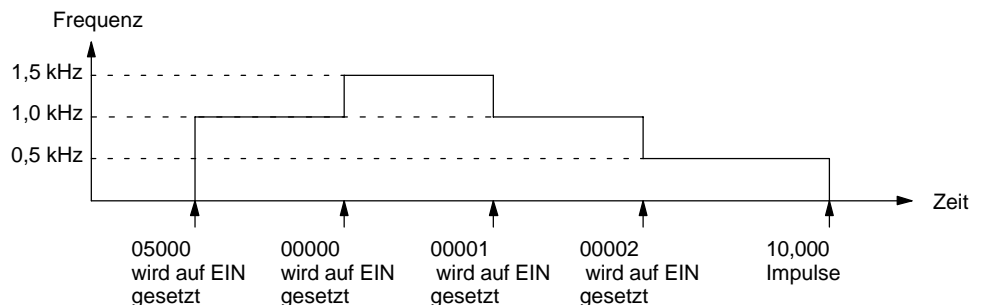 Frequenz
1,5 kHz
1,0 kHz
0,5 kHz
Zeit
05000
wird auf EIN
gesetzt
00000
wird auf EIN
gesetzt
00001
wird auf EIN
gesetzt
00002
wird auf EIN
gesetzt
10,000
Impulse